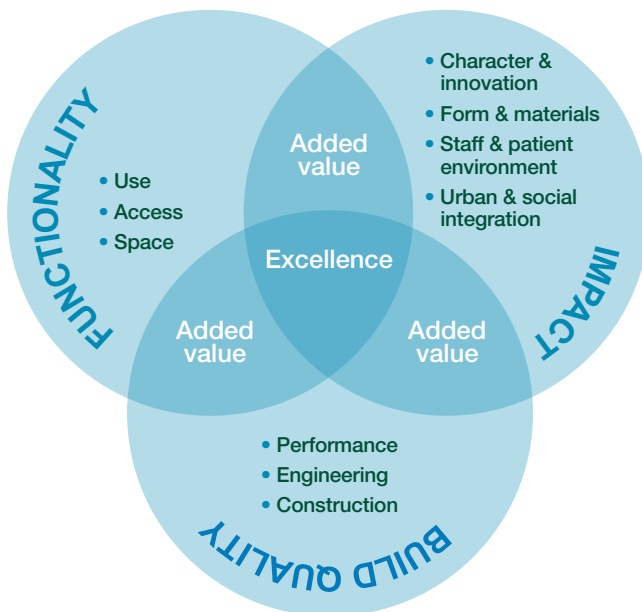 FUNCTIONALITY
• Use
• Access
• Space
Added
value
IMPACT
• Character &
innovation
• Form & materials
• Staff & patient
environment
• Urban & social
integration
Excellence
Added
value
Added
value
• Performance
• Engineering
• Construction
BUILD QUALITY